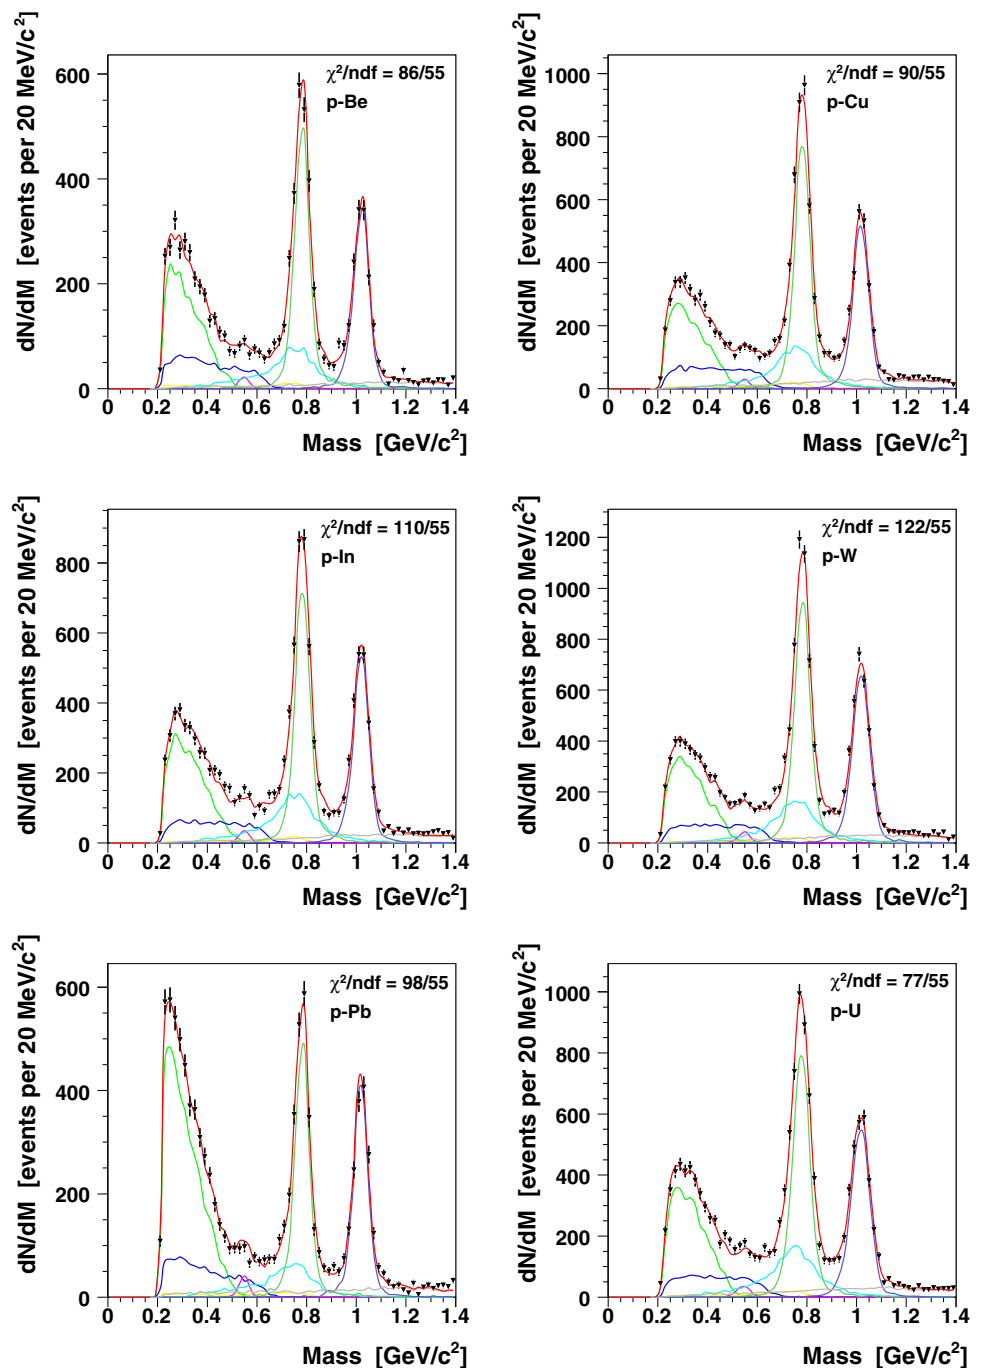 dN/dM [events per 20 MeV/c²]
600
400
200
0
χ²/ndf = 86/55
p-Be
0 0.2 0.4 0.6 0.8 1 1.2 1.4
Mass [GeV/c²]
dN/dM [events per 20 MeV/c²]
1000
800
600
400
200
0
χ²/ndf = 90/55
p-Cu
0 0.2 0.4 0.6 0.8 1 1.2 1.4
Mass [GeV/c²]
dN/dM [events per 20 MeV/c²]
800
600
400
200
0
χ²/ndf = 110/55
p-In
0 0.2 0.4 0.6 0.8 1 1.2 1.4
Mass [GeV/c²]
dN/dM [events per 20 MeV/c²]
1200
1000
800
600
400
200
0
χ²/ndf = 122/55
p-W
0 0.2 0.4 0.6 0.8 1 1.2 1.4
Mass [GeV/c²]
dN/dM [events per 20 MeV/c²]
600
400
200
0
χ²/ndf = 98/55
p-Pb
0 0.2 0.4 0.6 0.8 1 1.2 1.4
Mass [GeV/c²]
dN/dM [events per 20 MeV/c²]
1000
800
600
400
200
0
χ²/ndf = 77/55
p-U
0 0.2 0.4 0.6 0.8 1 1.2 1.4
Mass [GeV/c²]